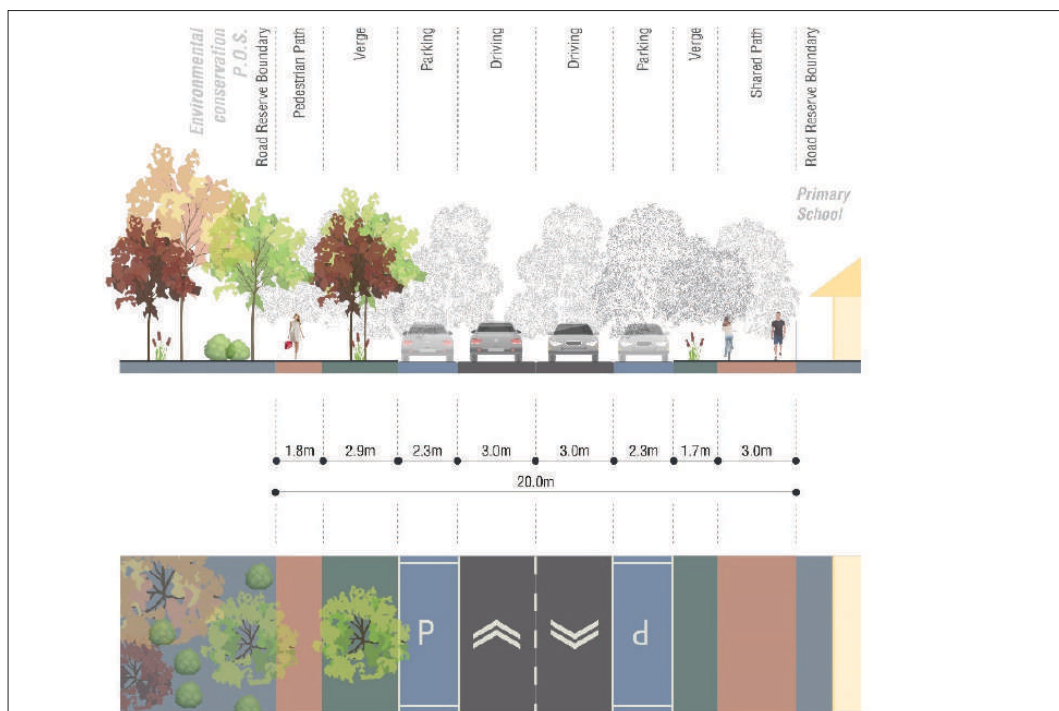 Environmental
conservation
P.O.S.
Road Reserve Boundary
Pedestrian Path
Verge
Parking
Driving
Driving
Parking
Verge
Shared Path
Road Reserve Boundary
Primary
School
1.8m
2.9m
2.3m
3.0m
3.0m
2.3m
1.7m
3.0m
20.0m
P
P